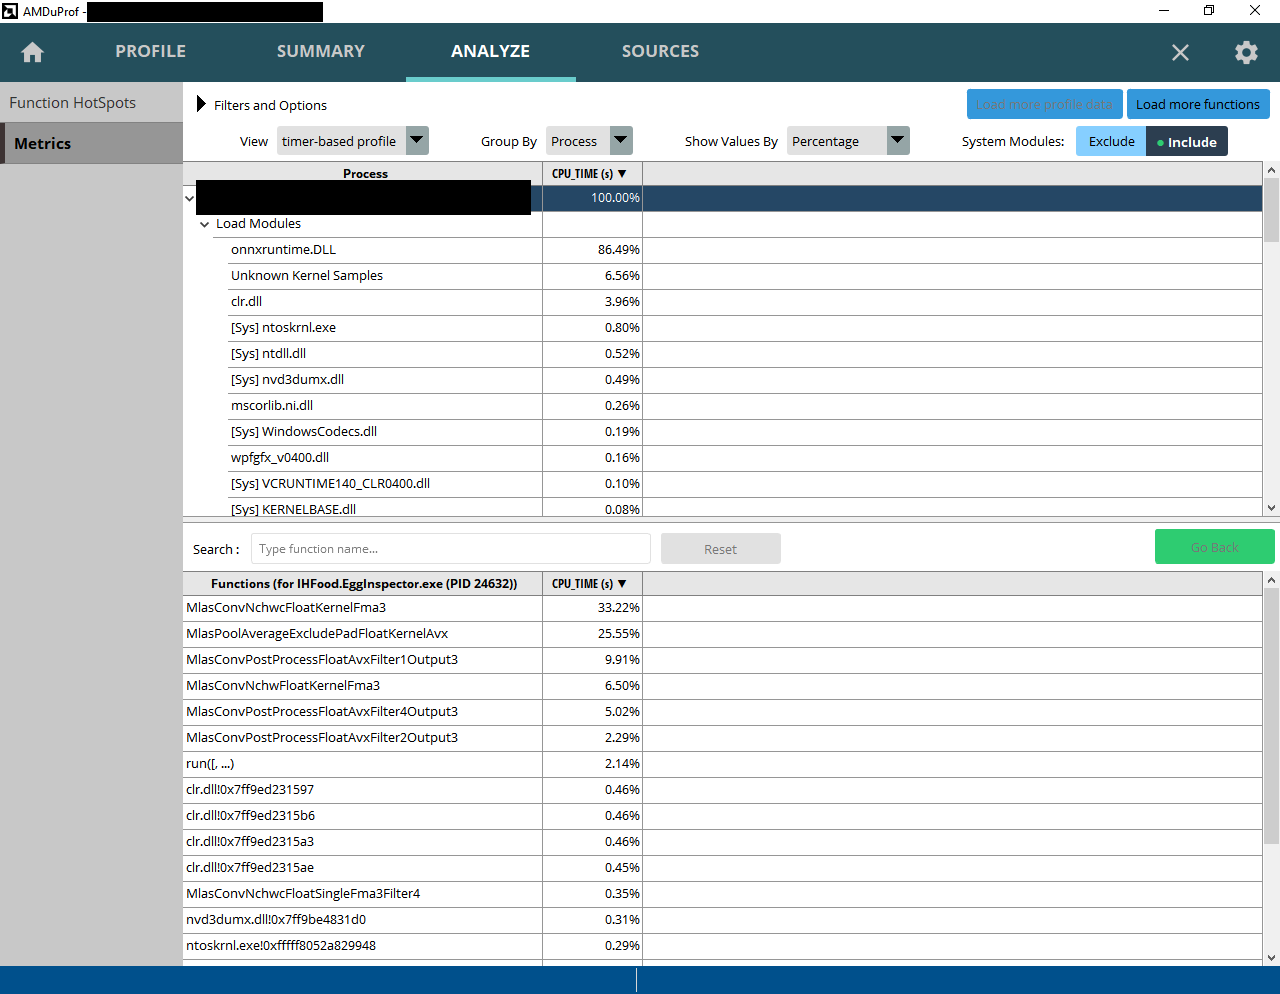 AMDuProf -
PROFILE SUMMARY ANALYZE SOURCES
Function HotSpots
Metrics
Filters and Options
Load more profile data Load more functions
View timer-based profile Group By Process Show Values By Percentage System Modules: Exclude Include
Process CPU_TIME (s) ▼
100.00%
Load Modules
onnxruntime.DLL 86.49%
Unknown Kernel Samples 6.56%
clr.dll 3.96%
[Sys] ntoskrnl.exe 0.80%
[Sys] ntdll.dll 0.52%
[Sys] nvd3dumx.dll 0.49%
mscorlib.ni.dll 0.26%
[Sys] WindowsCodecs.dll 0.19%
wpfgfx_v0400.dll 0.16%
[Sys] VCRUNTIME140_CLR0400.dll 0.10%
[Sys] KERNELBASE.dll 0.08%
Search : Type function name... Reset Go Back
Functions (for IHFood.EggInspector.exe (PID 24632)) CPU_TIME (s) ▼
MlasConvNchwcFloatKernelFma3 33.22%
MlasPoolAverageExcludePadFloatKernelAvx 25.55%
MlasConvPostProcessFloatAvxFilter1Output3 9.91%
MlasConvNchwFloatKernelFma3 6.50%
MlasConvPostProcessFloatAvxFilter4Output3 5.02%
MlasConvPostProcessFloatAvxFilter2Output3 2.29%
run([, ...) 2.14%
clr.dll!0x7ff9ed231597 0.46%
clr.dll!0x7ff9ed2315b6 0.46%
clr.dll!0x7ff9ed2315a3 0.46%
clr.dll!0x7ff9ed2315ae 0.45%
MlasConvNchwcFloatSingleFma3Filter4 0.35%
nvd3dumx.dll!0x7ff9be4831d0 0.31%
ntoskrnl.exe!0xfffff8052a829948 0.29%